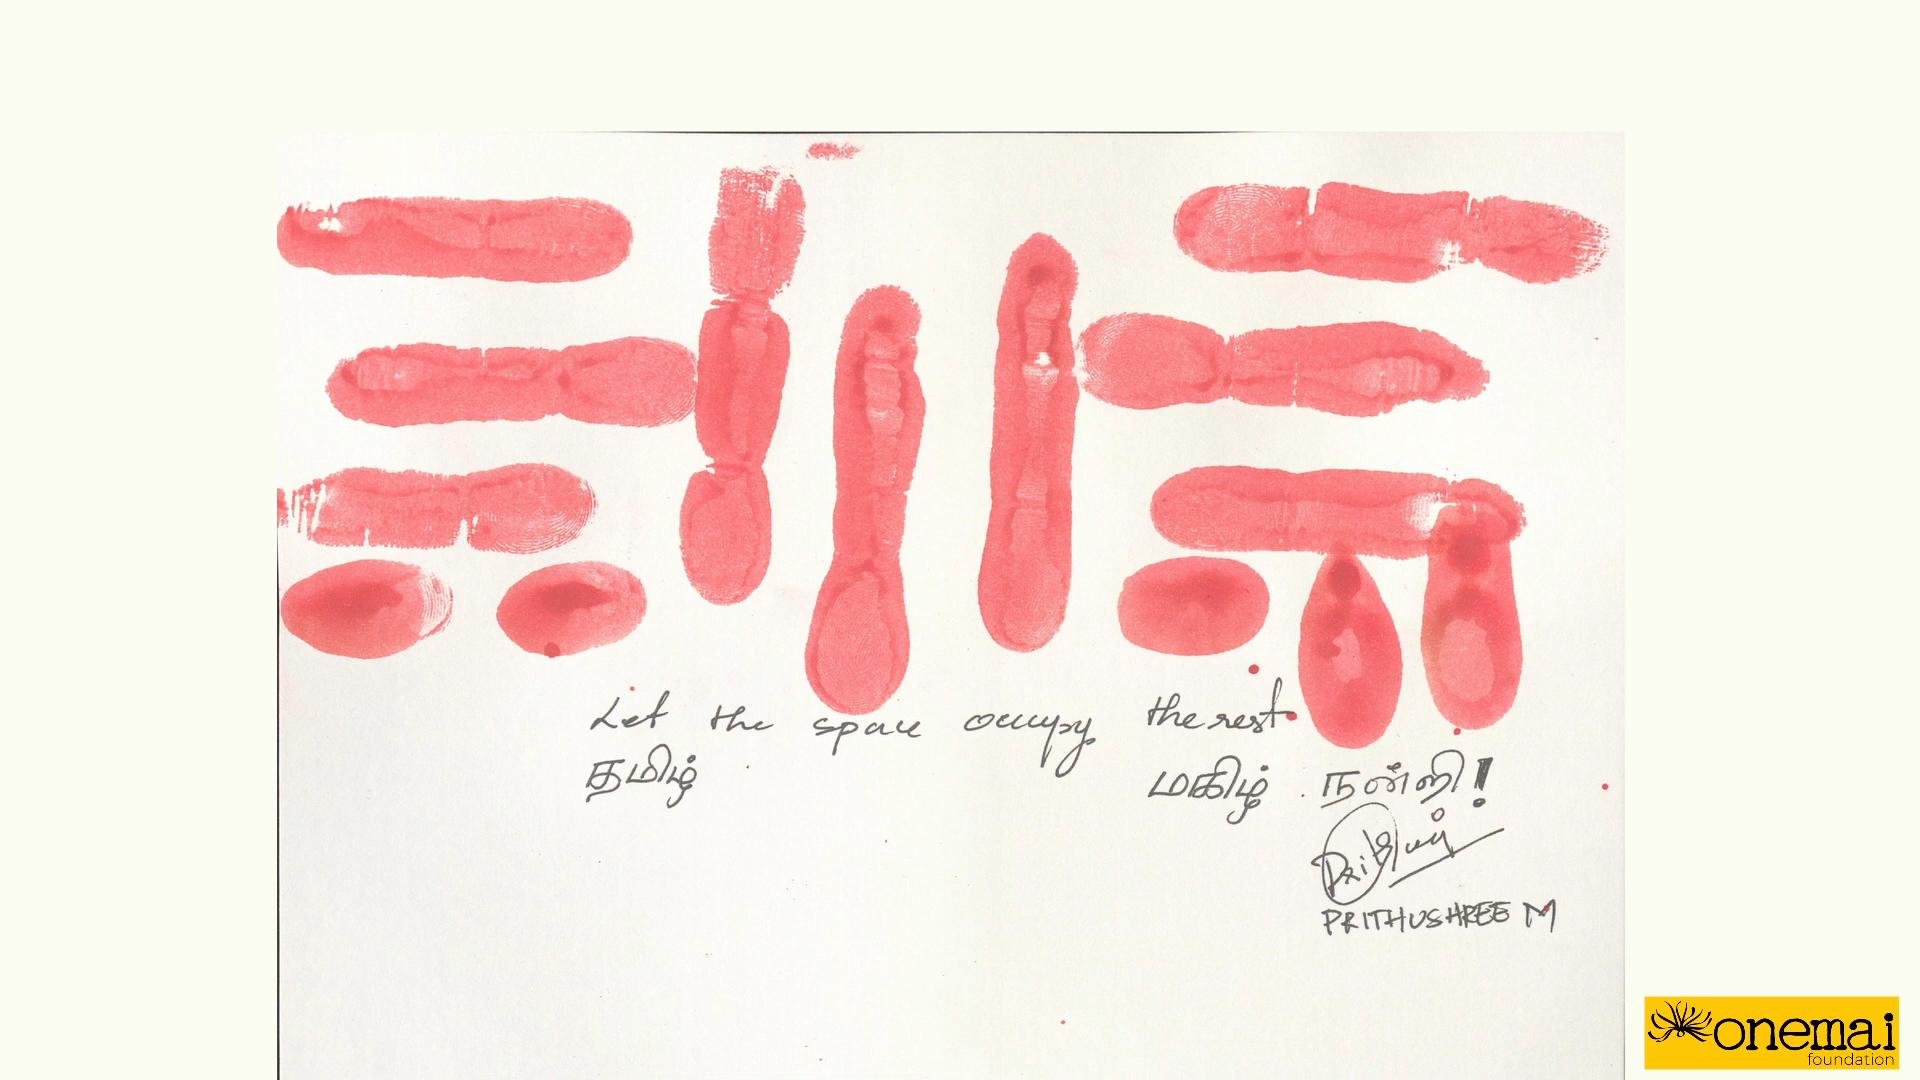 Let the space occupy the rest
தமிழ் மகிழ் . நன்றி!
PRITHUSHREE M
onemai
foundation